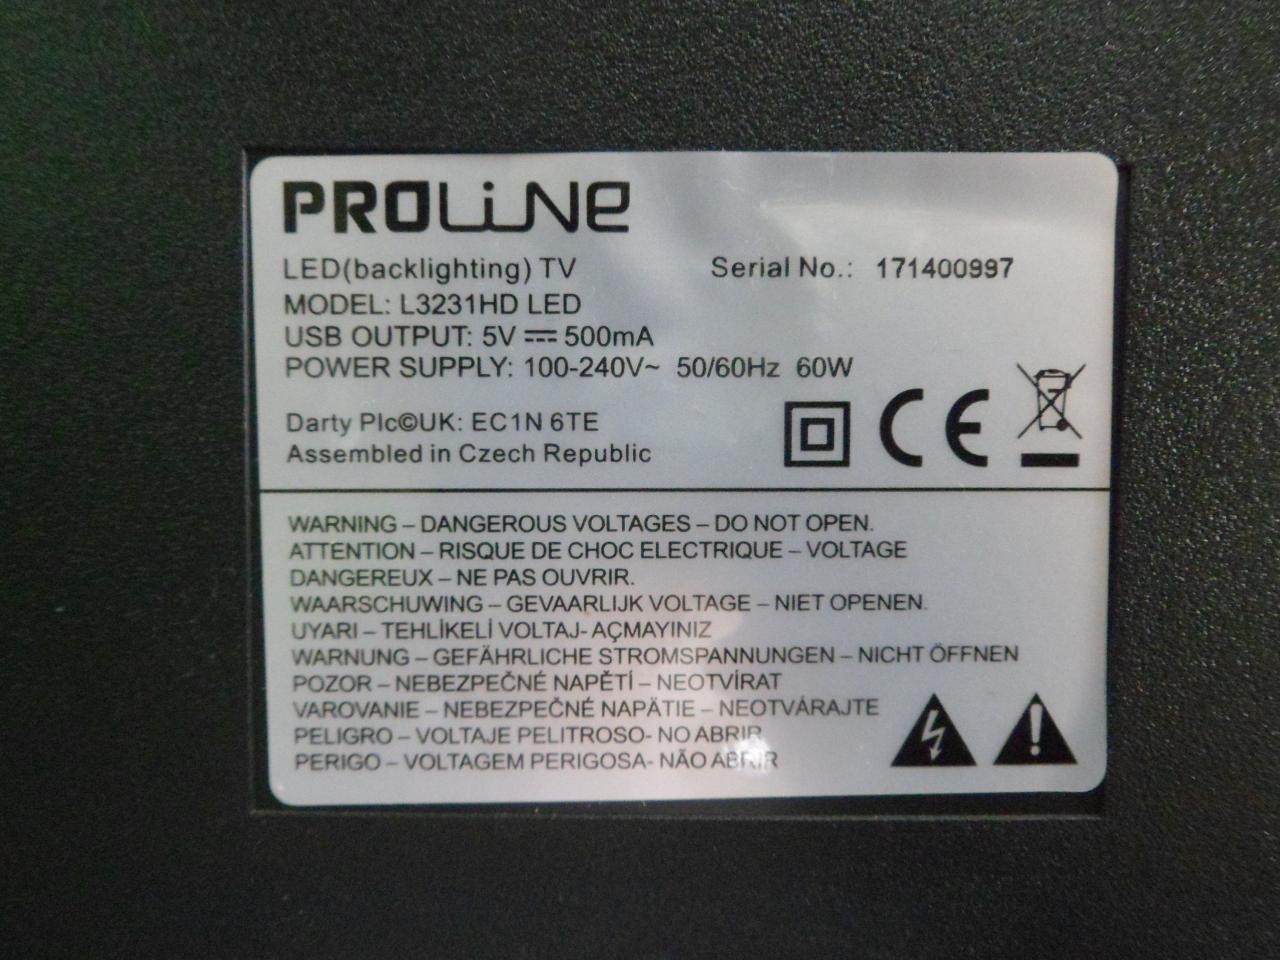 PROLINE
LED(backlighting) TV Serial No.: 171400997
MODEL: L3231HD LED
USB OUTPUT: 5V ⎓ 500mA
POWER SUPPLY: 100-240V~ 50/60Hz 60W
Darty Plc©UK: EC1N 6TE
Assembled in Czech Republic
CE
WARNING – DANGEROUS VOLTAGES – DO NOT OPEN.
ATTENTION – RISQUE DE CHOC ELECTRIQUE – VOLTAGE
DANGEREUX – NE PAS OUVRIR.
WAARSCHUWING – GEVAARLIJK VOLTAGE – NIET OPENEN.
UYARI – TEHLİKELİ VOLTAJ- AÇMAYINIZ
WARNUNG – GEFÄHRLICHE STROMSPANNUNGEN – NICHT ÖFFNEN
POZOR – NEBEZPEČNÉ NAPĚTÍ – NEOTVÍRAT
VAROVANIE – NEBEZPEČNÉ NAPÄTIE – NEOTVÁRAJTE
PELIGRO – VOLTAJE PELITROSO- NO ABRIR
PERIGO – VOLTAGEM PERIGOSA- NÃO ABRIR